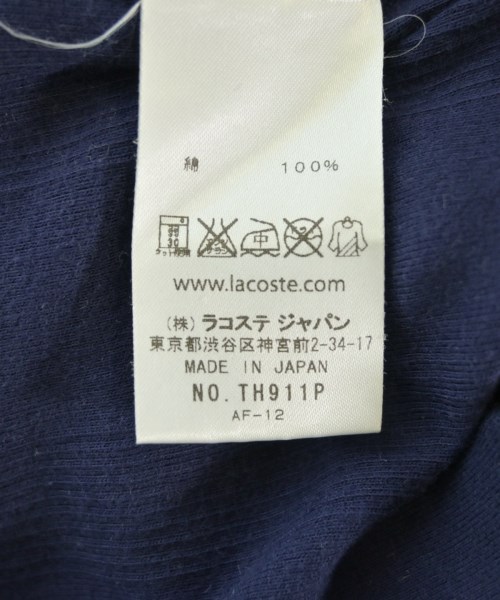 綿 100%
www.lacoste.com
(株) ラコステ ジャパン
東京都渋谷区神宮前2-34-17
MADE IN JAPAN
NO. TH911P
AF-12